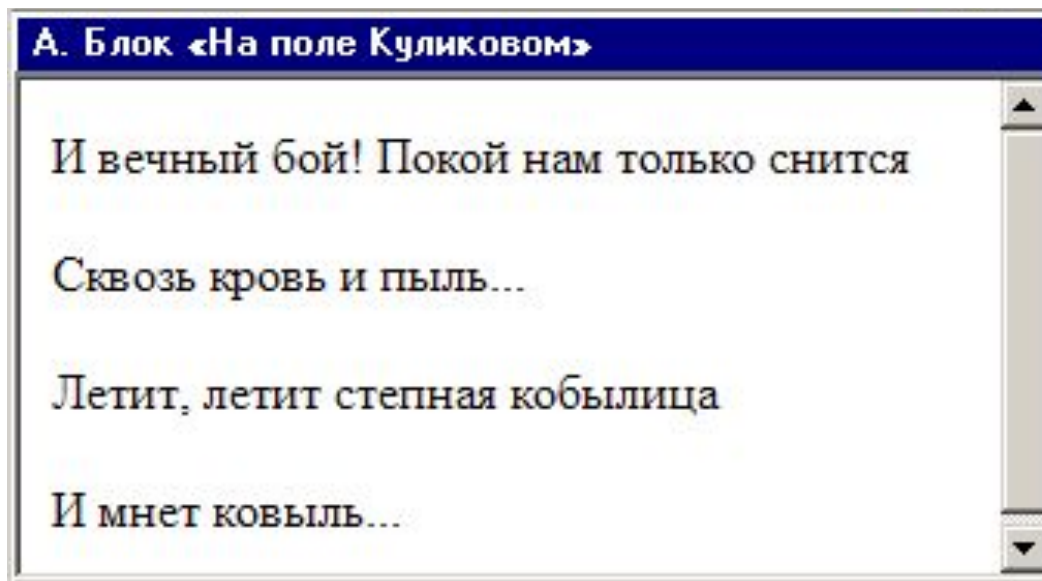 А. Блок «На поле Куликовом»
И вечный бой! Покой нам только снится
Сквозь кровь и пыль...
Летит, летит степная кобылица
И мнет ковыль...